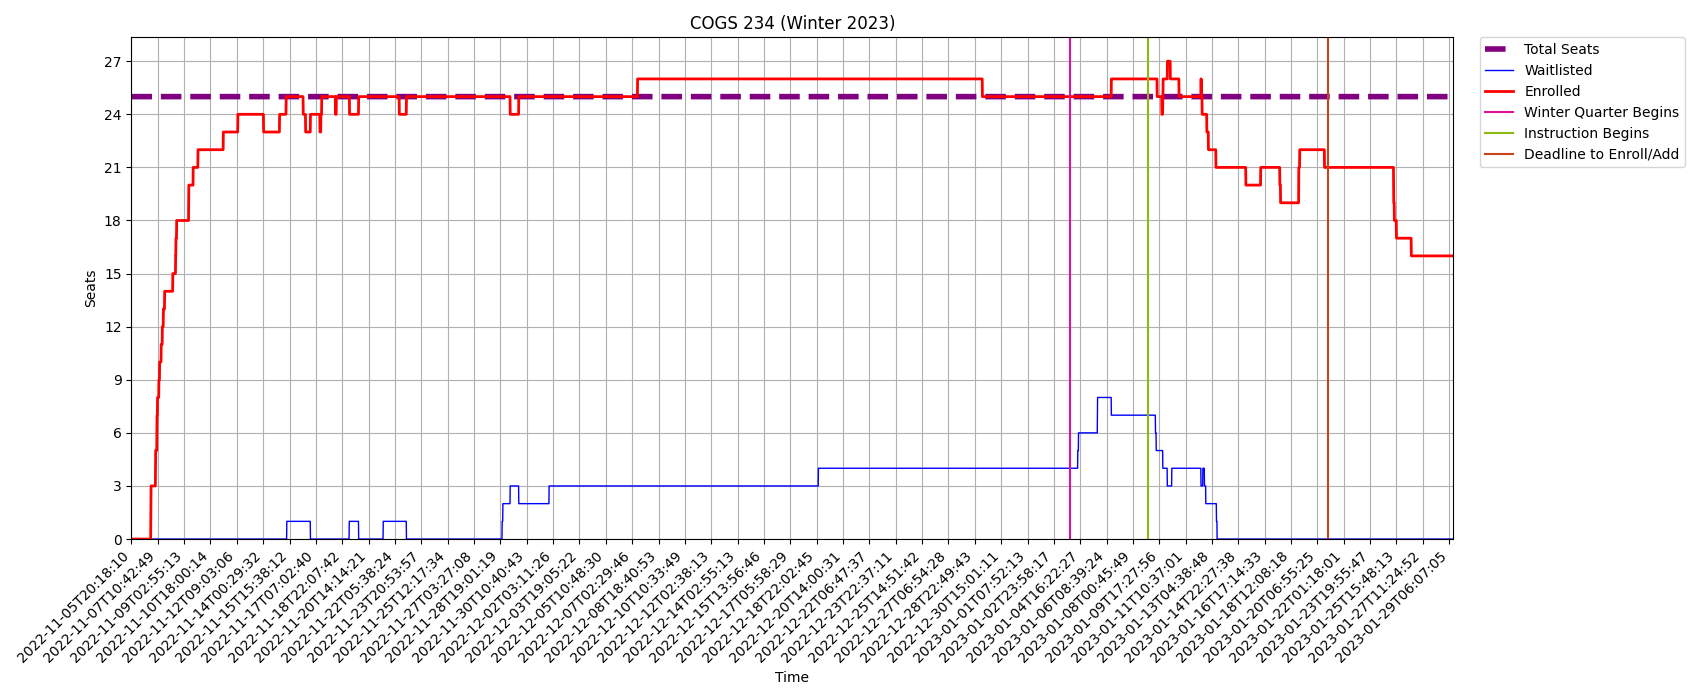 COGS 234 (Winter 2023)
Total Seats
Waitlisted
Enrolled
Winter Quarter Begins
Instruction Begins
Deadline to Enroll/Add
Seats
27
24
21
18
15
12
9
6
3
0
2022-11-05T20:18:10
2022-11-07T10:42:49
2022-11-09T02:55:13
2022-11-10T18:00:14
2022-11-12T09:03:06
2022-11-14T00:29:32
2022-11-15T15:38:12
2022-11-17T07:02:40
2022-11-18T22:07:42
2022-11-20T14:14:21
2022-11-22T05:38:24
2022-11-23T20:53:57
2022-11-25T12:17:34
2022-11-27T03:27:08
2022-11-28T19:01:19
2022-11-30T10:40:43
2022-12-02T03:11:26
2022-12-03T19:05:22
2022-12-05T10:48:30
2022-12-07T02:29:46
2022-12-08T18:40:53
2022-12-10T10:33:49
2022-12-12T02:38:13
2022-12-13T02:55:13
2022-12-15T13:56:46
2022-12-17T05:58:29
2022-12-18T22:02:45
2022-12-20T14:00:31
2022-12-22T06:47:37
2022-12-23T22:37:11
2022-12-25T14:51:42
2022-12-27T06:54:28
2022-12-28T22:49:43
2022-12-30T15:01:11
2023-01-01T07:52:13
2023-01-02T23:58:17
2023-01-04T16:22:27
2023-01-06T08:39:24
2023-01-08T00:45:49
2023-01-09T17:27:56
2023-01-11T10:37:01
2023-01-13T04:38:48
2023-01-14T22:27:38
2023-01-16T17:14:33
2023-01-18T12:08:18
2023-01-20T06:55:25
2023-01-22T01:18:01
2023-01-23T19:55:47
2023-01-25T15:48:13
2023-01-27T11:24:52
2023-01-29T06:07:05
Time